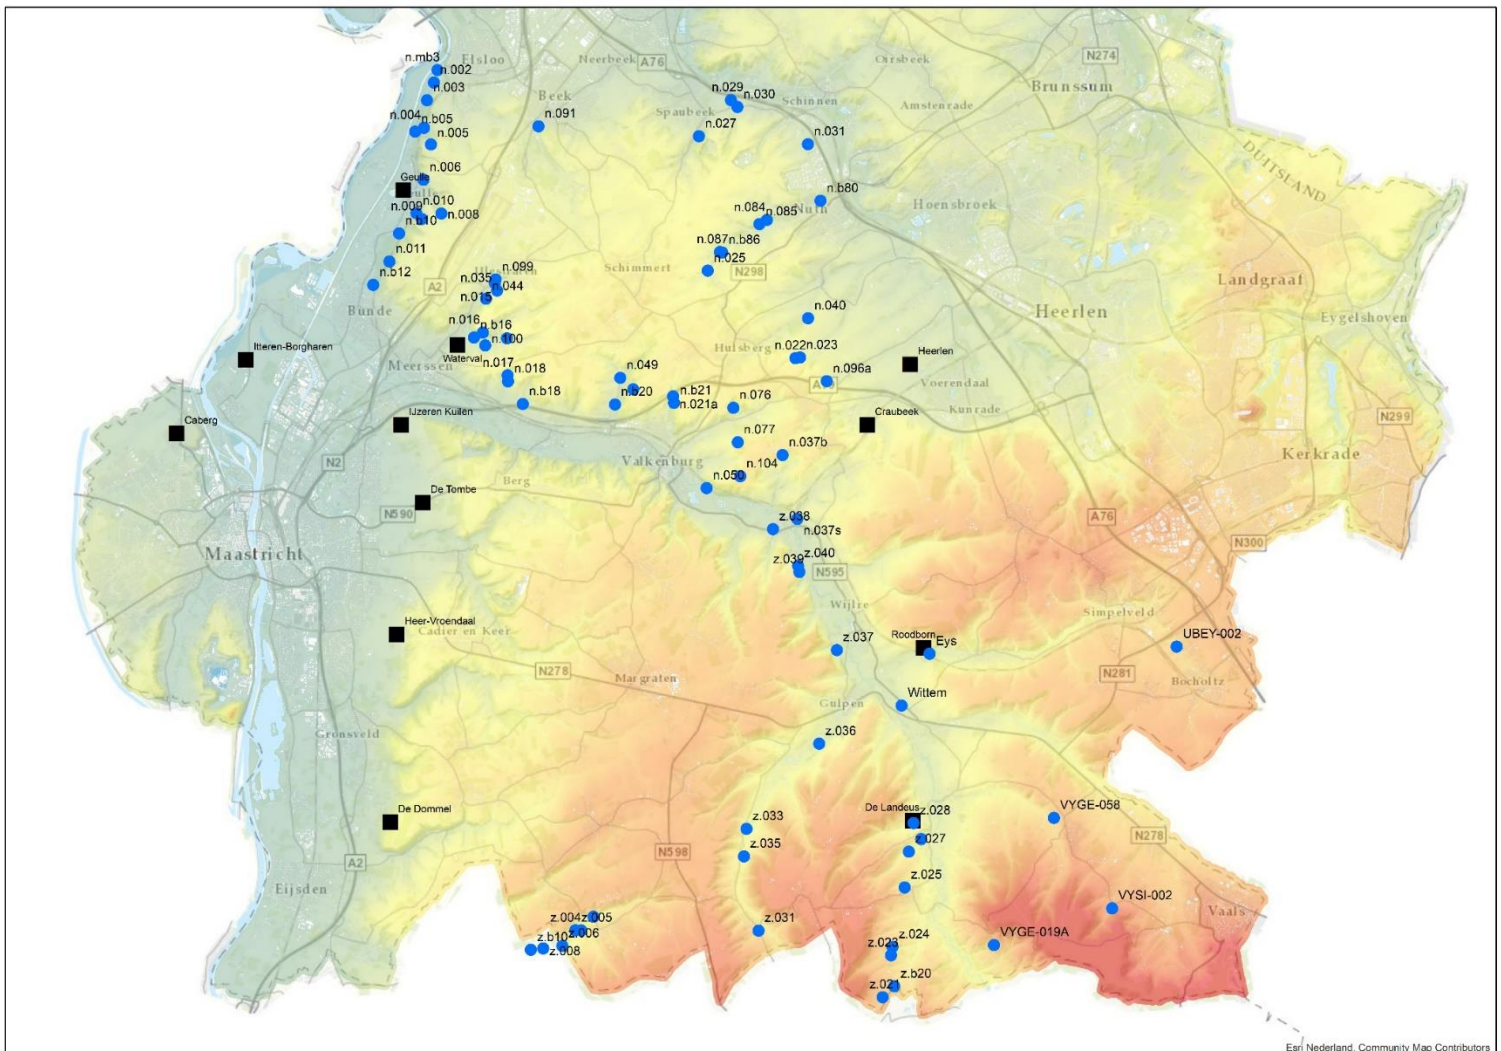 n.mb3
Elsloo
n.002
n.003
Neerbeek
A76
Oirsbeek
N274
Brunssum
n.029
n.030
Schinnen
Amstenrade
Beek
n.091
Spaubeek
n.027
n.004
n.b05
n.005
n.031
DUITSLAND
n.006
Geulle
n.b80
Hoensbroek
n.009
n.010
n.008
n.b10
n.084
n.085
Nuth
n.011
n.087
n.b86
n.025
N298
n.b12
A2
n.099
n.035
n.044
n.015
Schimmert
Landgraaf
Bunde
n.040
Heerlen
Eygelshoven
n.016
n.b16
n.100
Waterval
Itteren-Borgharen
Meerssen
n.017
n.018
n.b18
Hulsberg
n.022
n.023
Heerlen
n.049
n.b20
n.b21
n.021a
n.096a
Voerendaal
Kunrade
n.076
Caberg
IJzeren Kuilen
Craubeek
N299
N2
n.077
n.037b
Valkenburg
n.104
n.050
Kerkrade
Berg
De Tombe
N590
A76
N300
Maastricht
z.038
n.037s
z.039
z.040
N595
Wijlre
Simpelveld
Heer-Vroendaal
Cadier en Keer
Roodborn
Eys
UBEY-002
z.037
N278
Margraten
N281
Bocholtz
Wittem
Gulpen
Gronsveld
z.036
De Dommel
De Landeus
z.028
VYGE-058
z.033
z.027
N278
A2
N598
z.035
Eijsden
z.025
VYSI-002
Vaals
z.004
z.005
z.006
z.b10
z.008
z.031
z.024
z.023
VYGE-019A
z.b20
z.021
Esri Nederland, Community Map Contributors